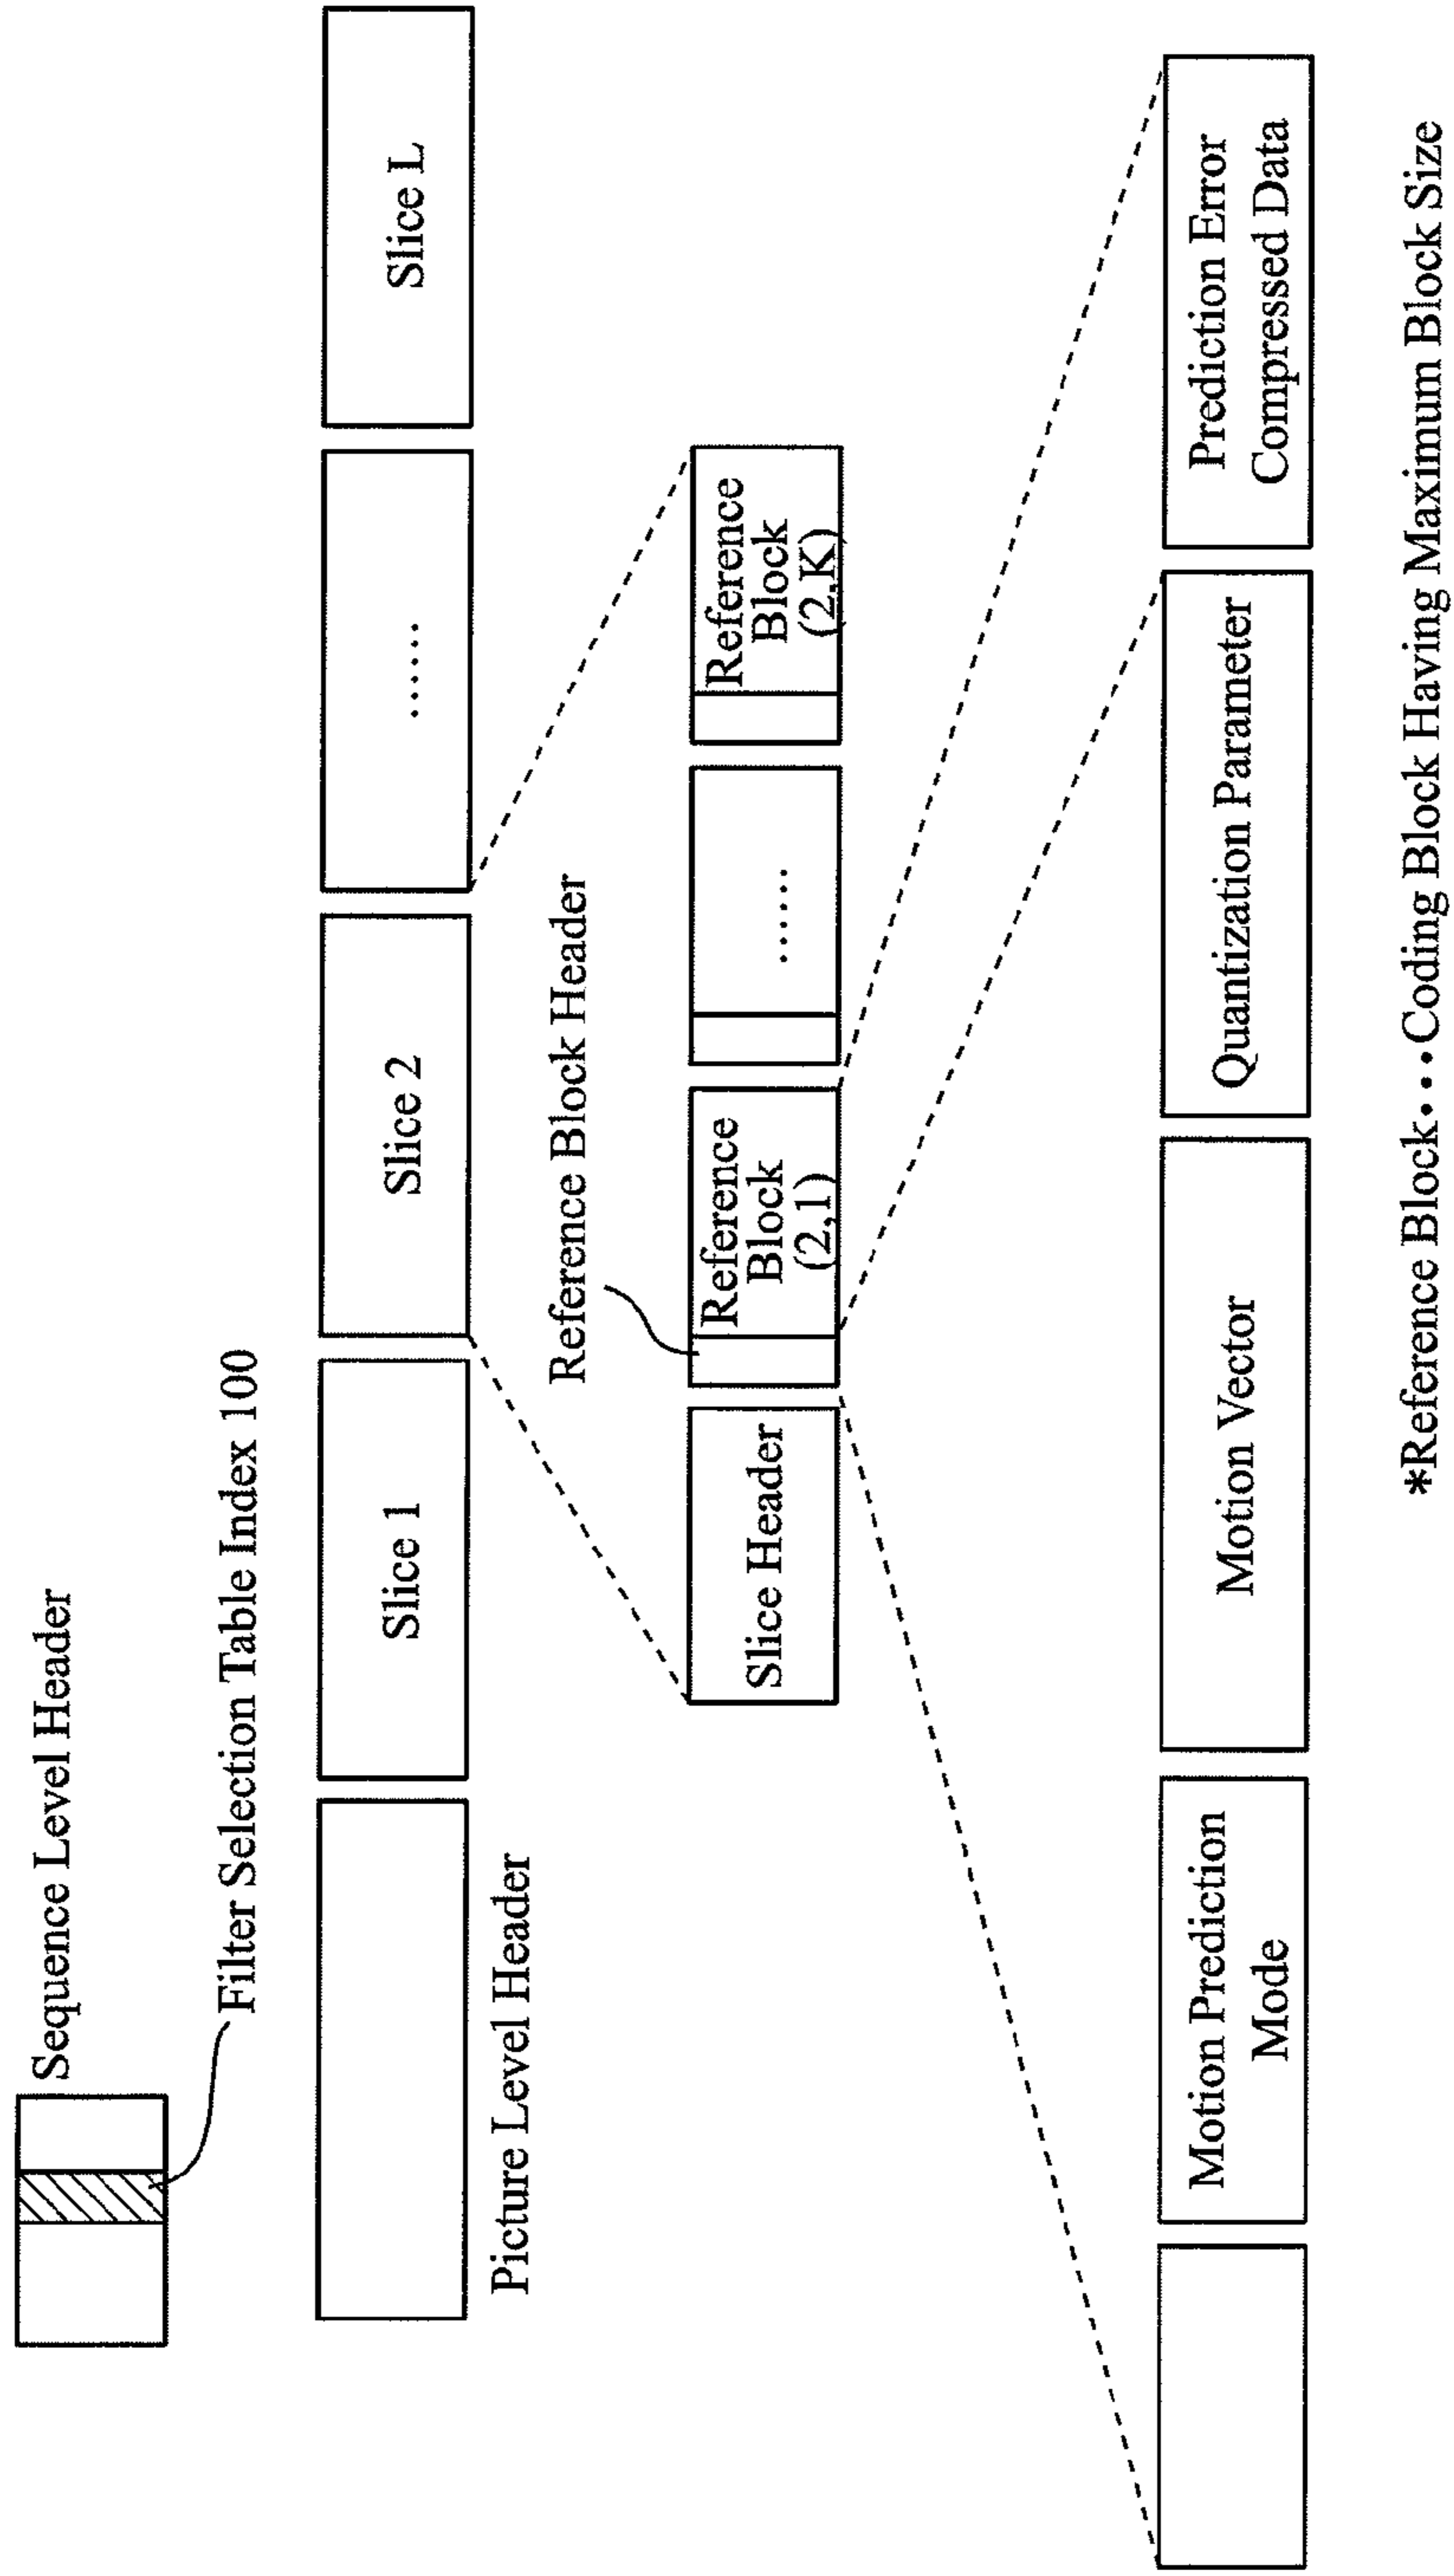 Sequence Level Header
Filter Selection Table Index 100
Slice 1
Slice 2
......
Slice L
Picture Level Header
Reference Block Header
Slice Header
Reference
Block
(2,1)
......
Reference
Block
(2,K)
Motion Prediction
Mode
Motion Vector
Quantization Parameter
Prediction Error
Compressed Data
*Reference Block•••Coding Block Having Maximum Block Size